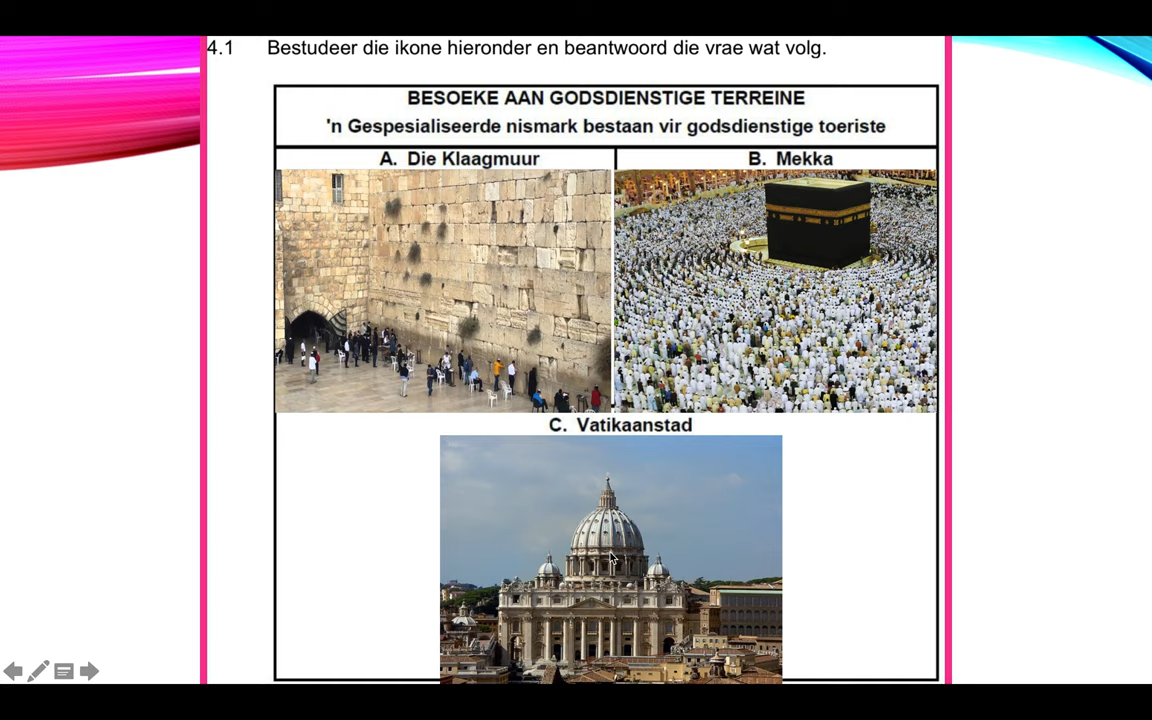 4.1 Bestudeer die ikone hieronder en beantwoord die vrae wat volg.
BESOEKE AAN GODSDIENSTIGE TERREINE
'n Gespesialiseerde nismark bestaan vir godsdienstige toeriste
A. Die Klaagmuur
B. Mekka
C. Vatikaanstad